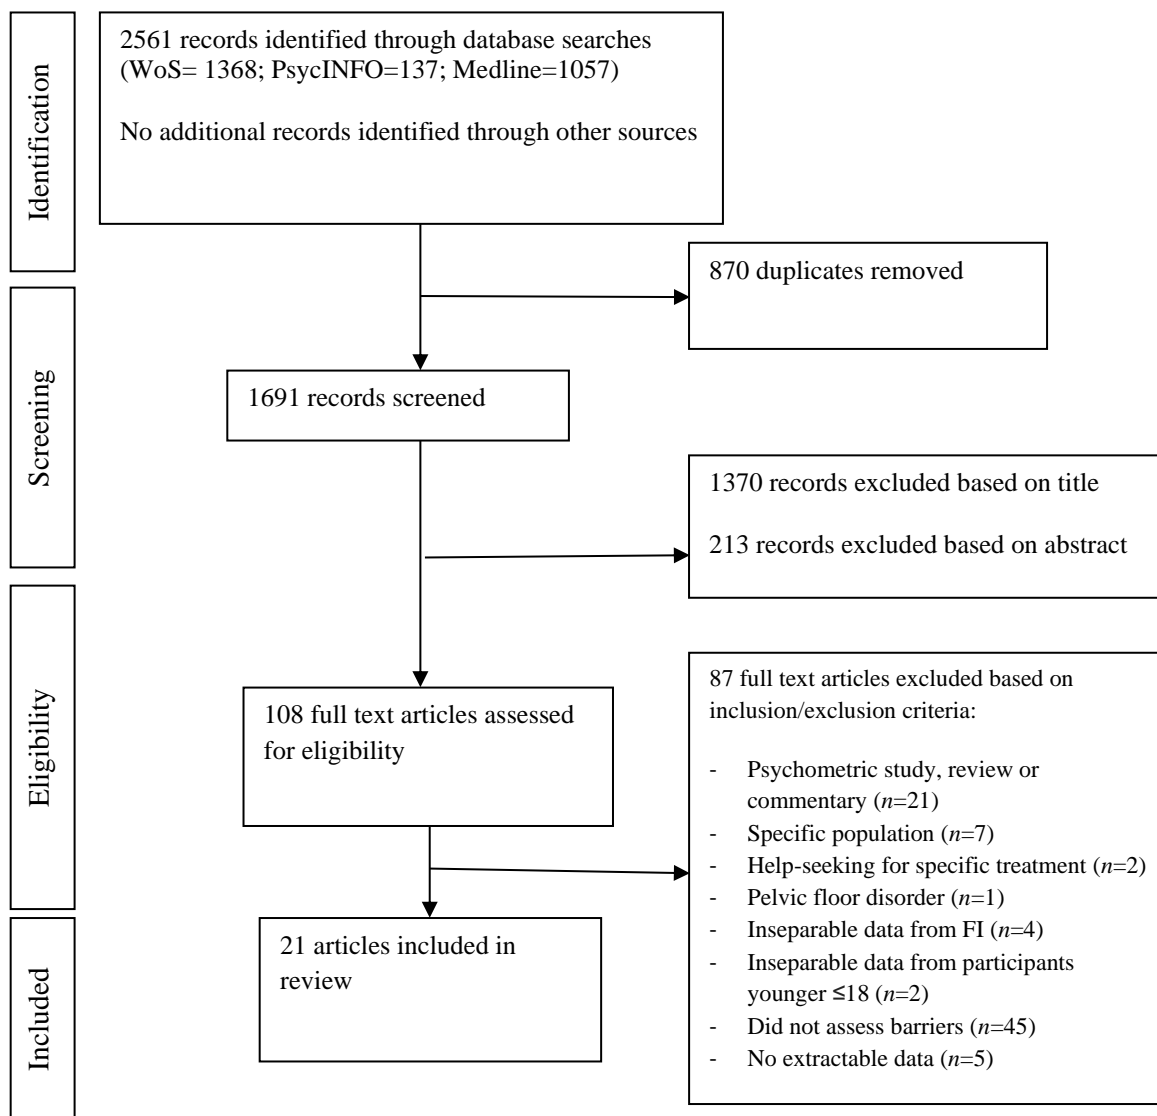 Identification
2561 records identified through database searches
(WoS= 1368; PsycINFO=137; Medline=1057)
No additional records identified through other sources
870 duplicates removed
Screening
1691 records screened
1370 records excluded based on title
213 records excluded based on abstract
Eligibility
108 full text articles assessed
for eligibility
87 full text articles excluded based on
inclusion/exclusion criteria:
- Psychometric study, review or
commentary (n=21)
- Specific population (n=7)
- Help-seeking for specific treatment (n=2)
- Pelvic floor disorder (n=1)
- Inseparable data from FI (n=4)
- Inseparable data from participants
younger ≤18 (n=2)
- Did not assess barriers (n=45)
- No extractable data (n=5)
Included
21 articles included in
review